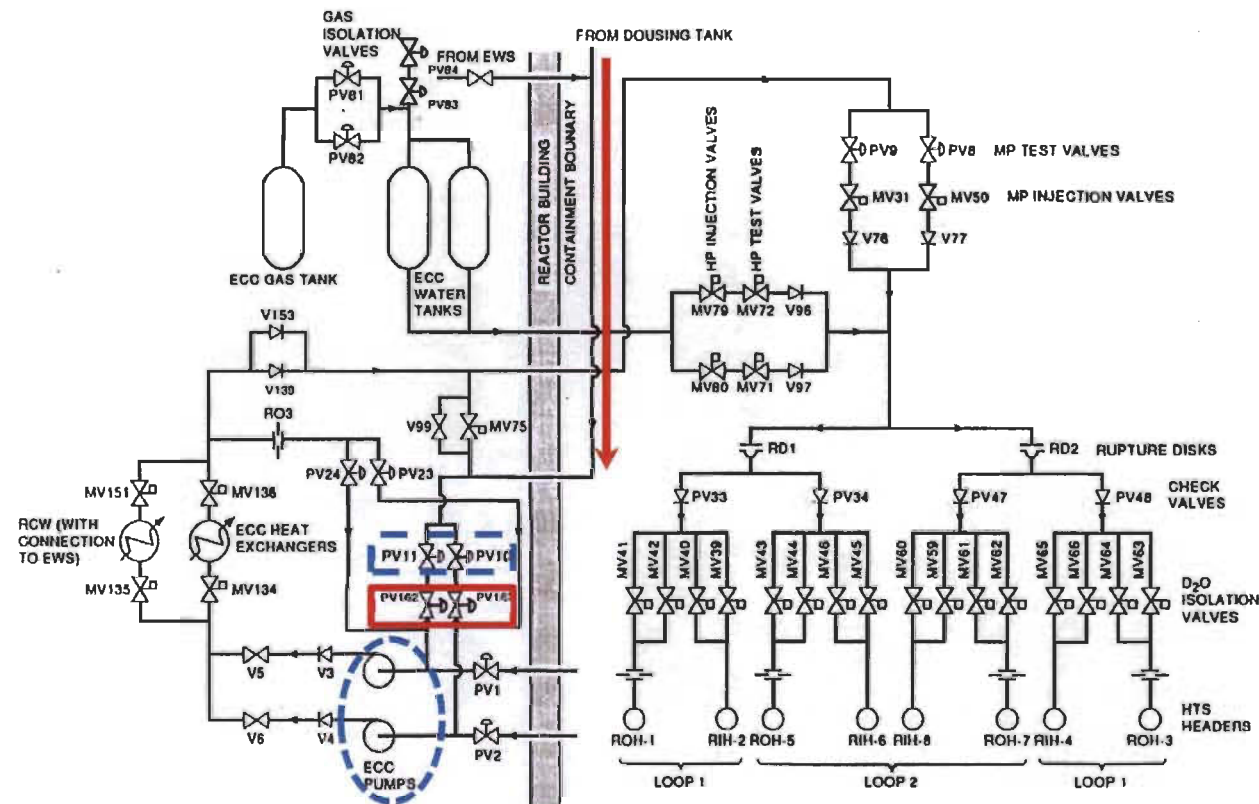 GAS
ISOLATION
VALVES
FROM DOUSING TANK
FROM EWS
PV84
PV83
PV81
PV82
ECC GAS TANK
ECC
WATER
TANKS
REACTOR BUILDING
CONTAINMENT BOUNARY
HP INJECTION VALVES
HP TEST VALVES
PV9
PV8
MP TEST VALVES
MV31
MV50
MP INJECTION VALVES
V76
V77
MV79
MV72
V96
MV80
MV71
V97
V153
V139
RO3
V99
MV75
PV24
PV23
MV151
MV136
RCW (WITH
CONNECTION
TO EWS)
ECC HEAT
EXCHANGERS
MV135
MV134
PV11
PV10
PV162
V5
V3
PV1
V6
V4
PV2
ECC
PUMPS
RD1
RD2
RUPTURE DISKS
PV33
PV34
PV47
PV48
CHECK
VALVES
MV41
MV42
MV40
MV39
MV43
MV44
MV46
MV45
MV60
MV59
MV61
MV62
MV65
MV66
MV64
MV63
D₂O
ISOLATION
VALVES
HTS
HEADERS
ROH-1
RIH-2
ROH-5
RIH-6
RIH-8
ROH-7
RIH-4
ROH-3
LOOP 1
LOOP 2
LOOP 1